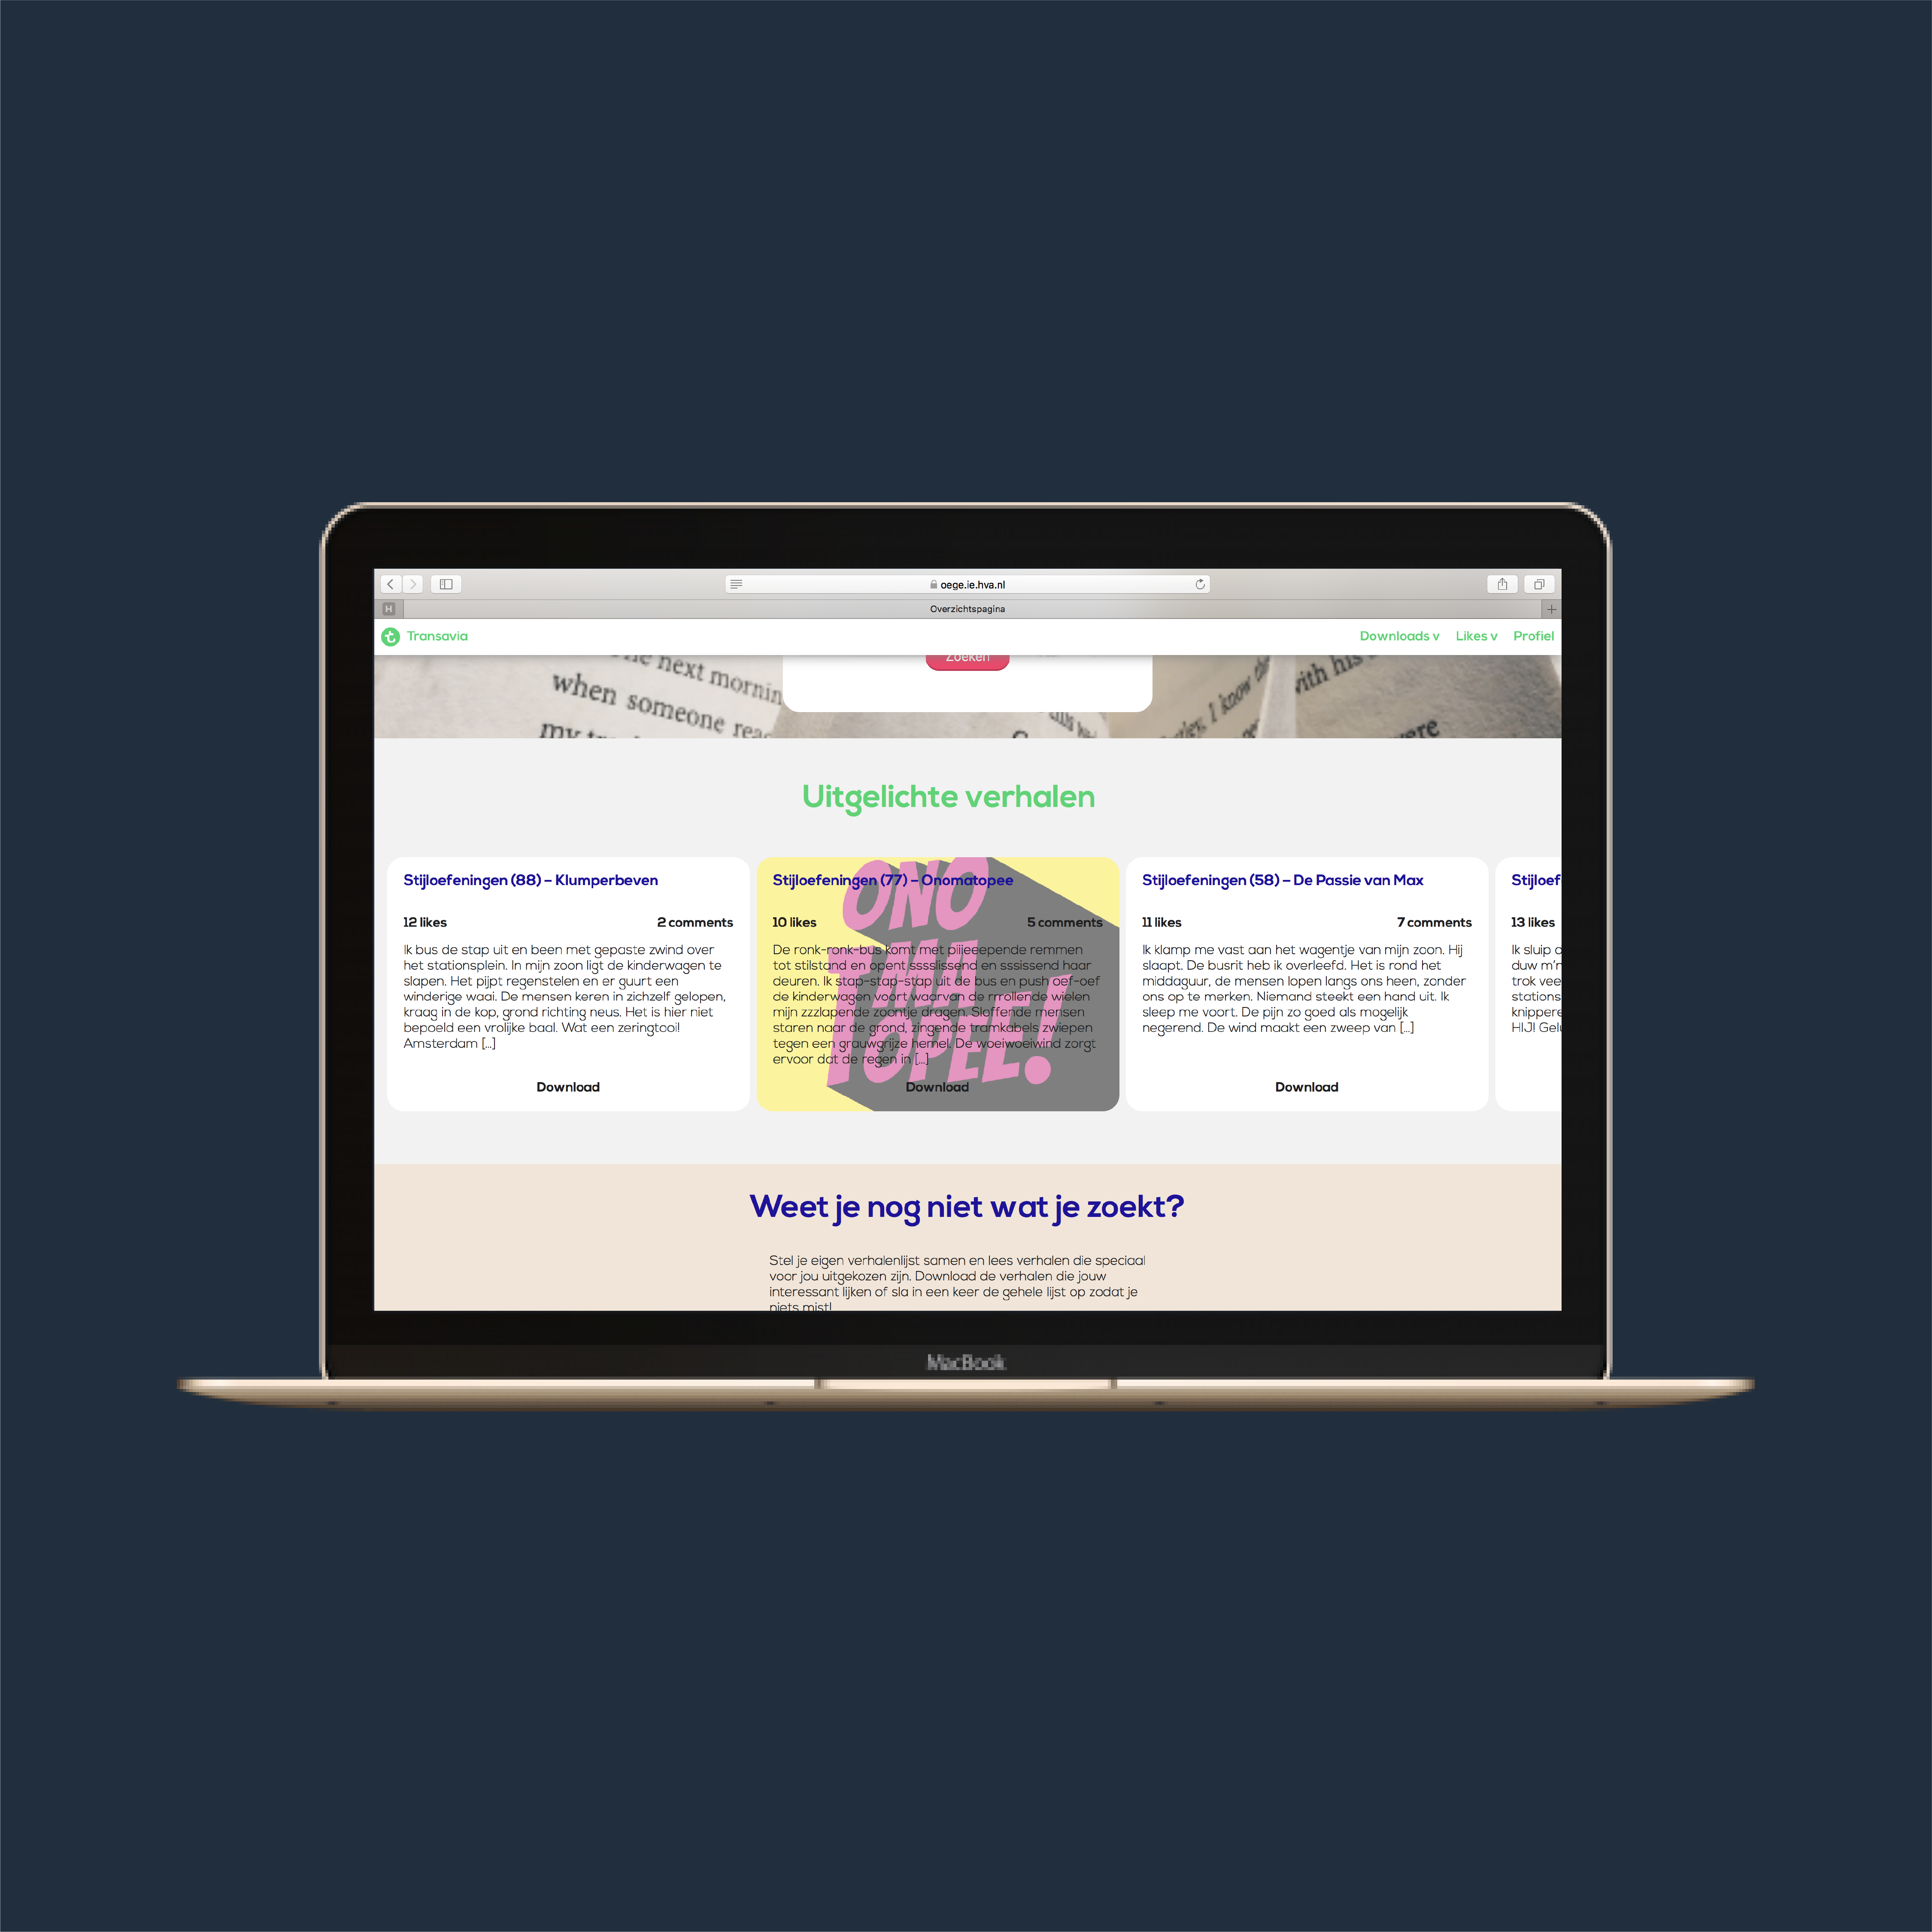 oege.ie.hva.nl
H
Overzichtspagina
+
Transavia
Downloads v Likes v Profiel
next mornin
when someone reac
my
this
I know the
with his
were
Zoeken
Uitgelichte verhalen
Stijloefeningen (88) – Klumperbeven
12 likes 2 comments
Ik bus de stap uit en been met gepaste zwind over
het stationsplein. In mijn zoon ligt de kinderwagen te
slapen. Het pijpt regenstelen en er guurt een
winderige waai. De mensen keren in zichzelf gelopen,
kraag in de kop, grond richting neus. Het is hier niet
bepoeld een vrolijke baal. Wat een zeringtooi!
Amsterdam [...]
Download
Stijloefeningen (77) – Onomatopee
10 likes 5 comments
De ronk-ronk-bus komt met piiieeepende remmen
tot stilstand en opent sssslissend en sssissend haar
deuren. Ik stap-stap-stap uit de bus en push oef-oef
de kinderwagen voort waarvan de rrrollende wielen
mijn zzzlapende zoontje dragen. Sloffende mensen
staren naar de grond, zingende tramkabels zwiepen
tegen een grauwgrijze hemel. De woeiwoeiwind zorgt
ervoor dat de regen in [...]
Download
ONO
MA
TOPEE!
Stijloefeningen (58) – De Passie van Max
11 likes 7 comments
Ik klamp me vast aan het wagentje van mijn zoon. Hij
slaapt. De busrit heb ik overleefd. Het is rond het
middaguur, de mensen lopen langs ons heen, zonder
ons op te merken. Niemand steekt een hand uit. Ik
sleep me voort. De pijn zo goed als mogelijk
negerend. De wind maakt een zweep van [...]
Download
Stijloef
13 likes
Ik sluip
duw m'n
trok vee
stations
knippere
HIJ! Gel
Weet je nog niet wat je zoekt?
Stel je eigen verhalenlijst samen en lees verhalen die speciaal
voor jou uitgekozen zijn. Download de verhalen die jouw
interessant lijken of sla in een keer de gehele lijst op zodat je
niets mist!
MacBook